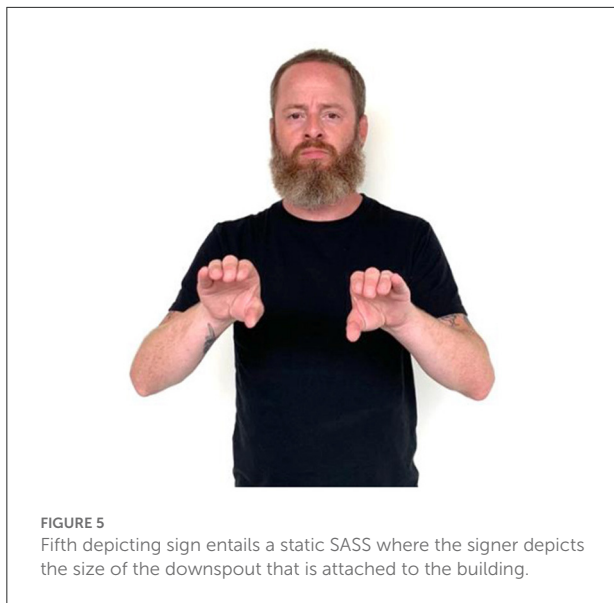 FIGURE 5
Fifth depicting sign entails a static SASS where the signer depicts
the size of the downspout that is attached to the building.